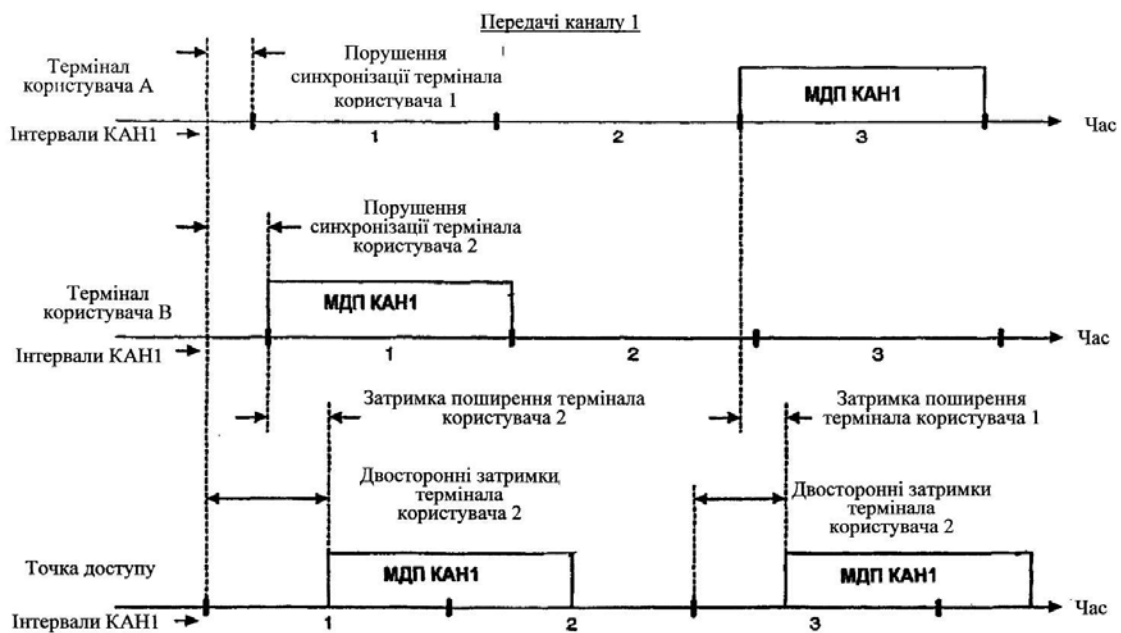 Передачі каналу 1
Термінал
користувача А
Порушення
синхронізації термінала
користувача 1
МДП КАН1
Інтервали КАН1
1
2
3
Час
Порушення
синхронізації термінала
користувача 2
Термінал
користувача В
МДП КАН1
Інтервали КАН1
1
2
3
Час
Затримка поширення термінала
користувача 2
Затримка поширення
термінала користувача 1
Двосторонні затримки
термінала
користувача 2
Двосторонні затримки
термінала
користувача 2
Точка доступу
МДП КАН1
МДП КАН1
Інтервали КАН1
1
2
3
Час